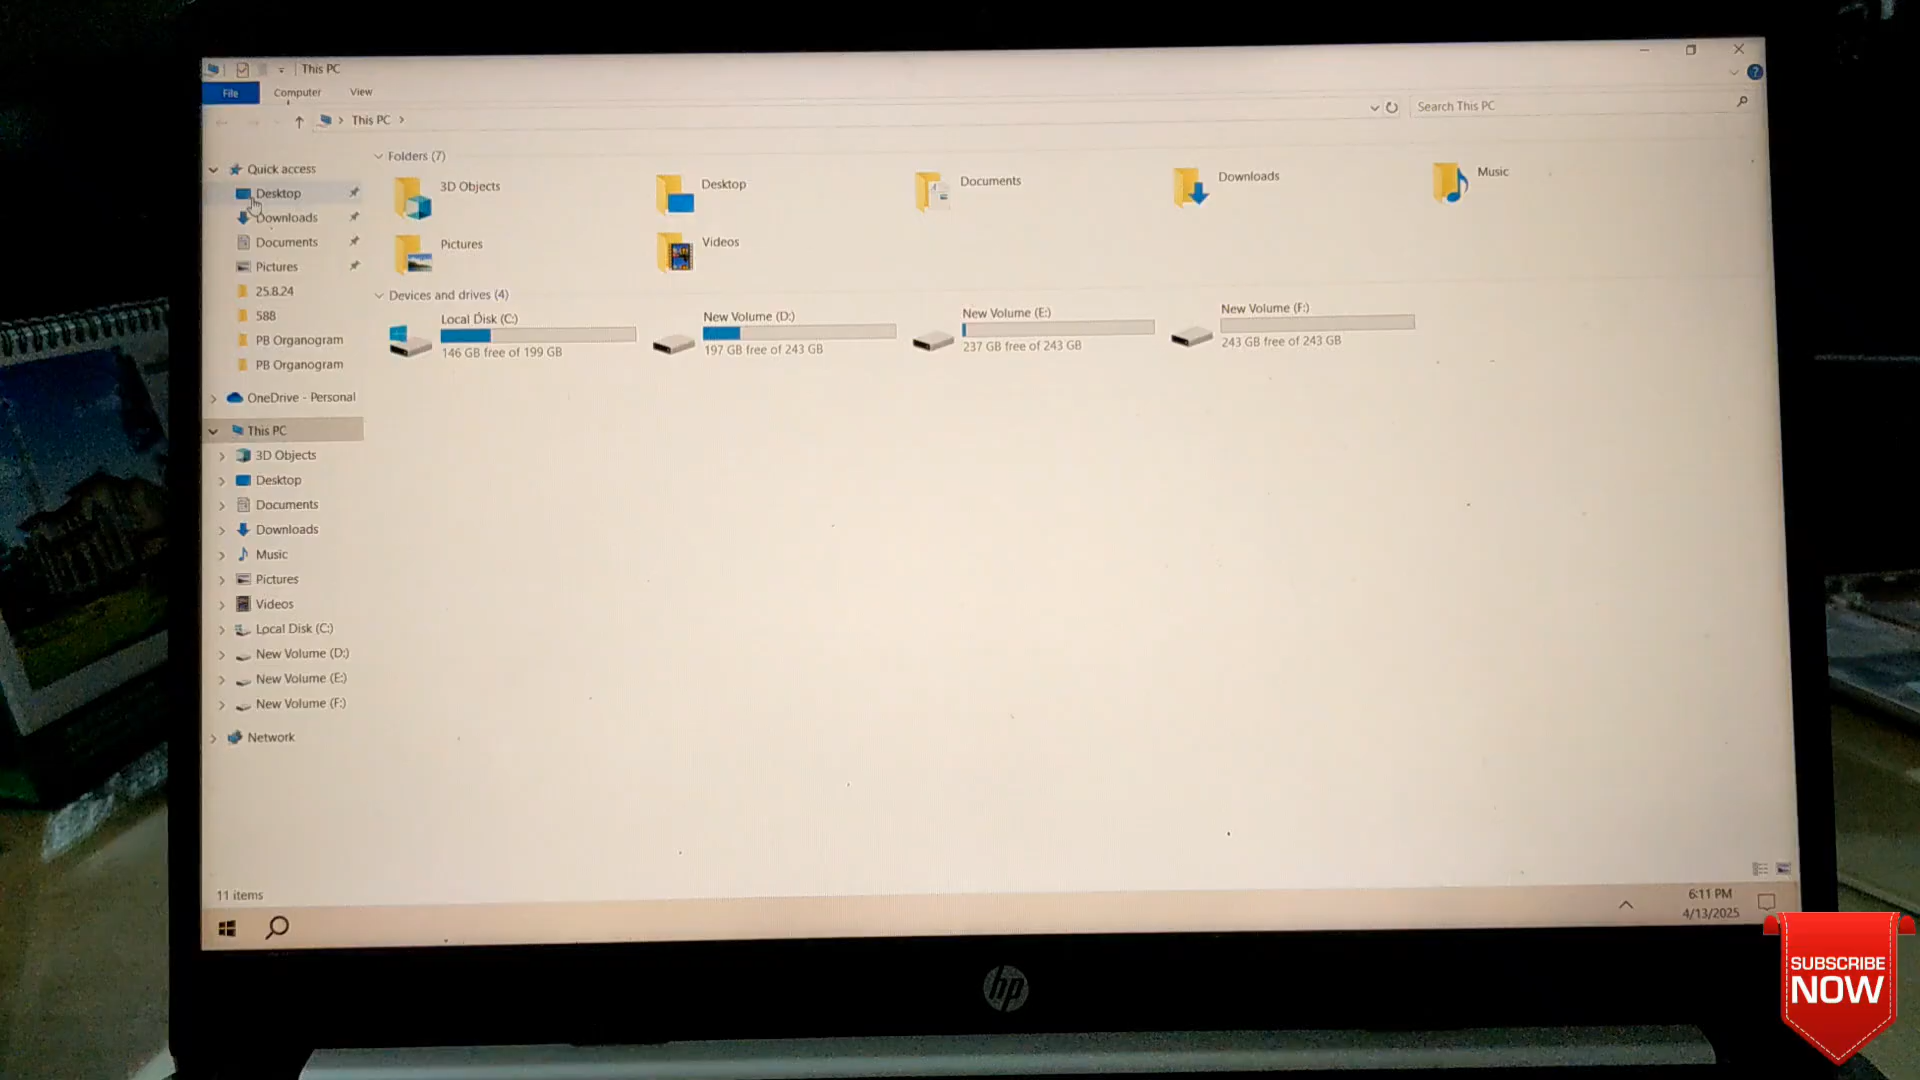 This PC
File Computer View
This PC
Search This PC
Quick access
Desktop
Downloads
Documents
Pictures
25.8.24
588
PB Organogram
PB Organogram
OneDrive - Personal
This PC
3D Objects
Desktop
Documents
Downloads
Music
Pictures
Videos
Local Disk (C:)
New Volume (D:)
New Volume (E:)
New Volume (F:)
Network
Folders (7)
3D Objects
Desktop
Documents
Downloads
Music
Pictures
Videos
Devices and drives (4)
Local Disk (C:)
146 GB free of 199 GB
New Volume (D:)
197 GB free of 243 GB
New Volume (E:)
237 GB free of 243 GB
New Volume (F:)
243 GB free of 243 GB
11 items
6:11 PM
4/13/2025
hp
SUBSCRIBE
NOW